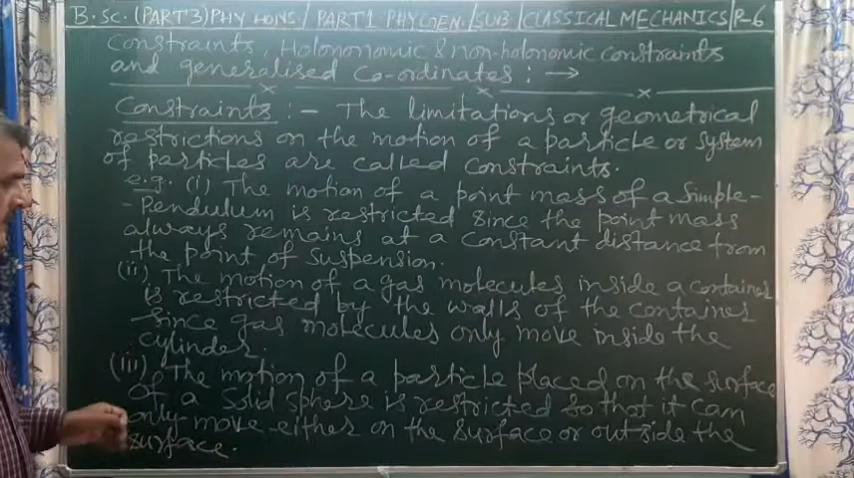 B.Sc.(PART3)PHY HONS./PART1 PHYGEN./SUB/CLASSICAL MECHANICS/P-6
Constraints, Holonomic & non-holonomic constraints
and generalised Co-ordinates :→
Constraints :- The limitations or geometrical
restrictions on the motion of a particle or system
of particles are called constraints.
e.g. (i) The motion of a point mass of a Simple-
-Pendulum is restricted since the point mass
always remains at a constant distance from
the point of suspension.
(ii) The motion of a gas molecules inside a container
is restricted by the walls of the container
since gas molecules only move inside the
cylinder.
(iii) The motion of a particle placed on the surface
of a solid sphere is restricted so that it can
only move either on the surface or outside the
surface.